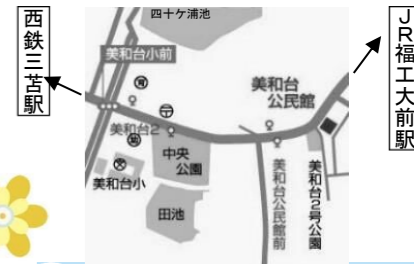 四十ケ浦池
西鉄三苫駅
JR福工大前駅
美和台小前
美和台
公民館
美和台2
中央
公園
美和台小
田池
美和台公民館前
美和台2号公園